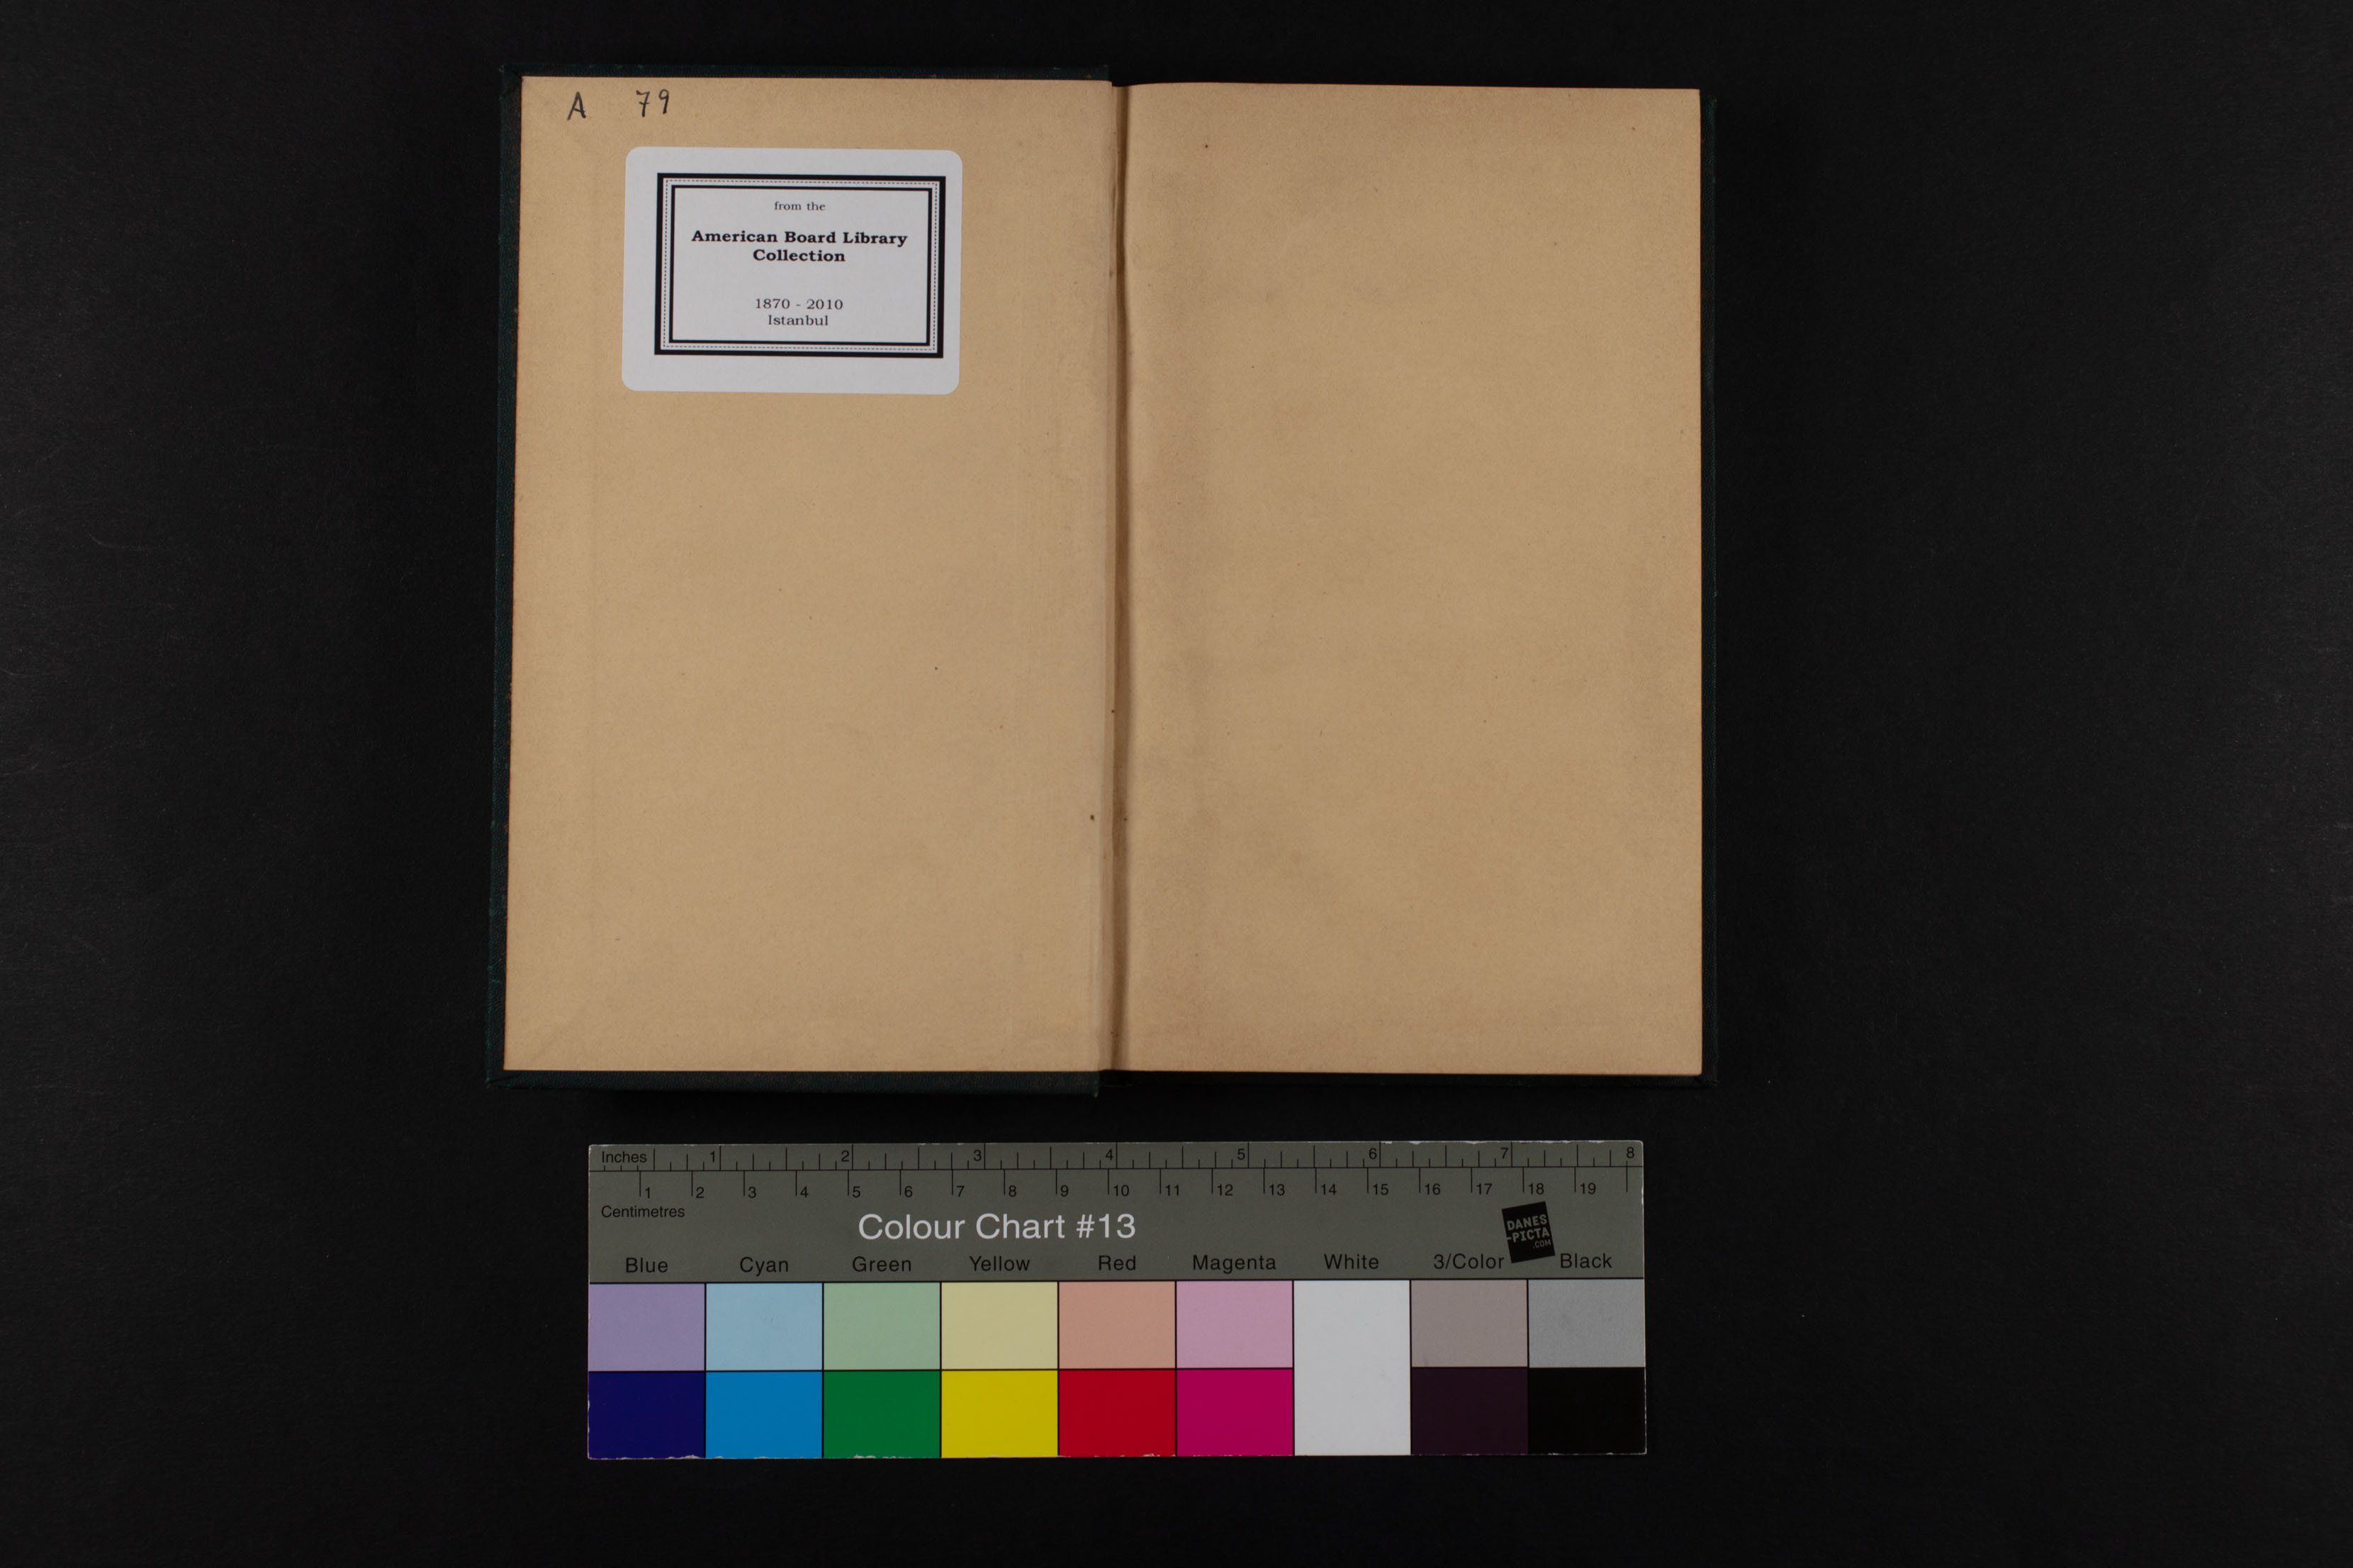 A 79
from the
American Board Library
Collection
1870 - 2010
Istanbul
Inches 1 2 3 4 5 6 7 8
1 2 3 4 5 6 7 8 9 10 11 12 13 14 15 16 17 18 19
Centimetres
Colour Chart #13
DANES
-PICTA
.COM
Blue Cyan Green Yellow Red Magenta White 3/Color Black